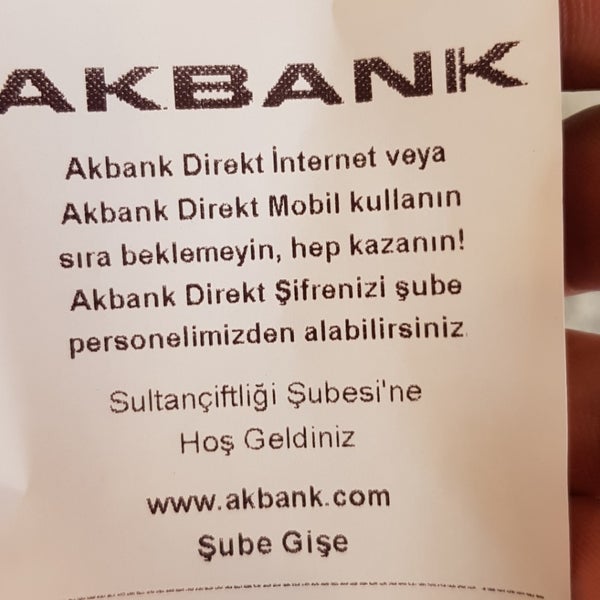 AKBANK
Akbank Direkt İnternet veya
Akbank Direkt Mobil kullanın
sıra beklemeyin, hep kazanın!
Akbank Direkt Şifrenizi şube
personelimizden alabilirsiniz.
Sultançiftliği Şubesi'ne
Hoş Geldiniz
www.akbank.com
Şube Gişe